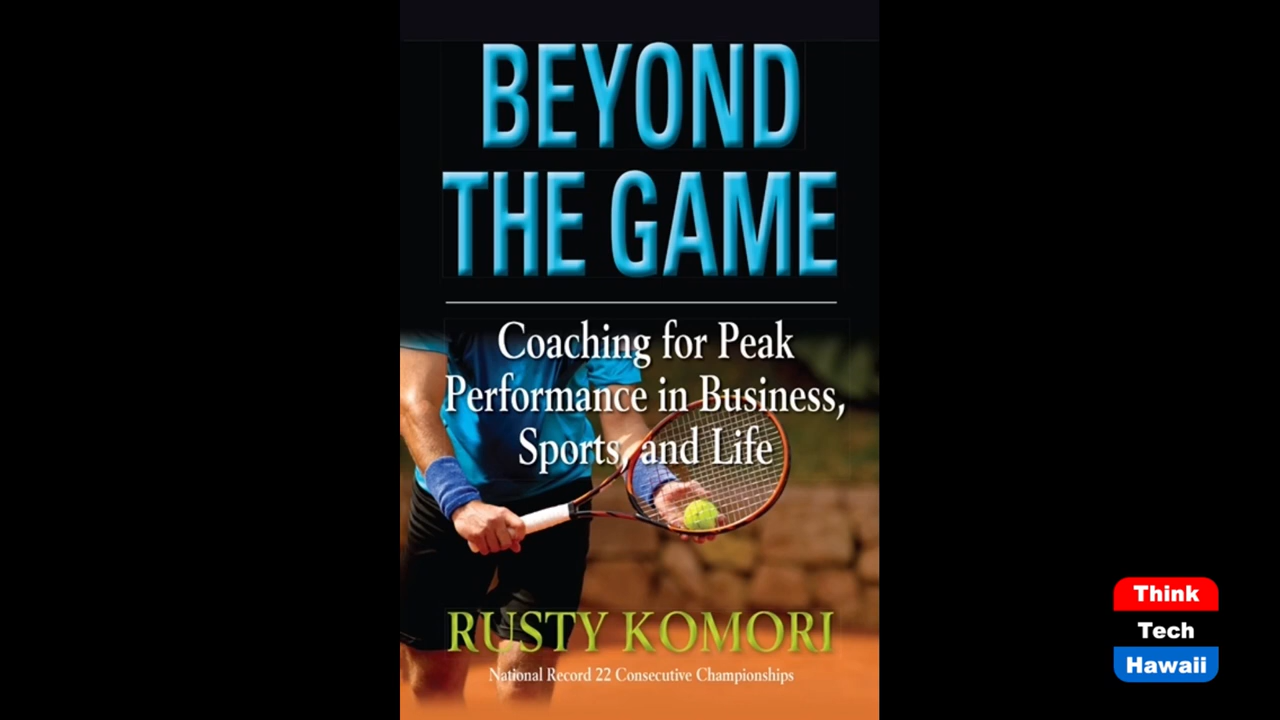 BEYOND
THE GAME
Coaching for Peak
Performance in Business,
Sports, and Life
RUSTY KOMORI
National Record 22 Consecutive Championships
Think
Tech
Hawaii